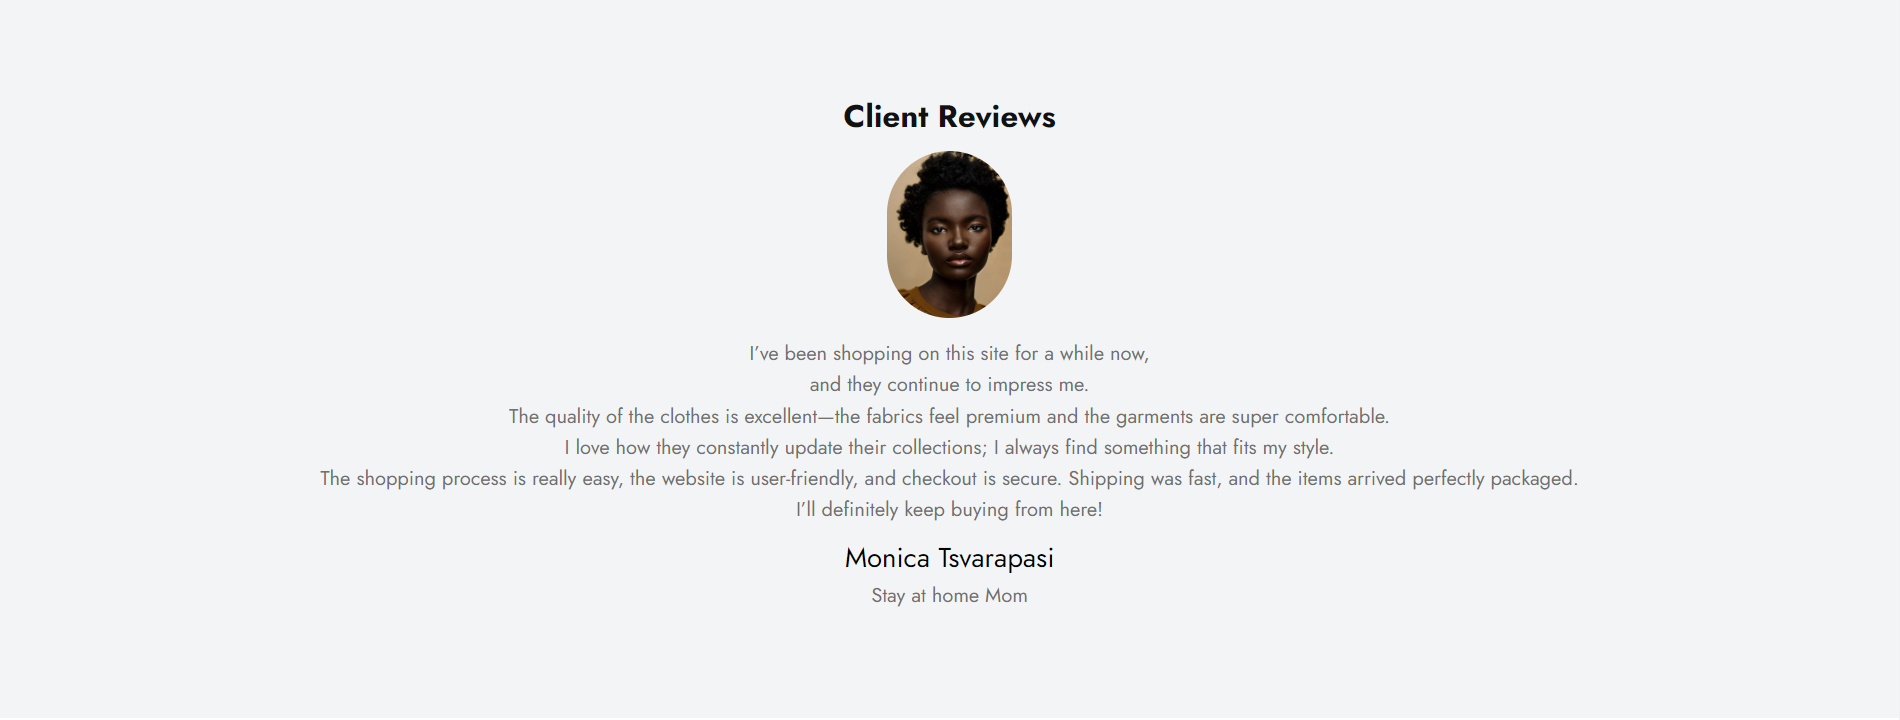 Client Reviews
I’ve been shopping on this site for a while now,
and they continue to impress me.
The quality of the clothes is excellent—the fabrics feel premium and the garments are super comfortable.
I love how they constantly update their collections; I always find something that fits my style.
The shopping process is really easy, the website is user-friendly, and checkout is secure. Shipping was fast, and the items arrived perfectly packaged.
I’ll definitely keep buying from here!
Monica Tsvarapasi
Stay at home Mom